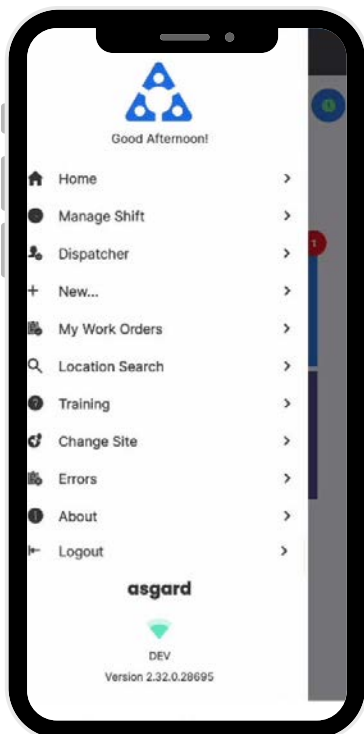 Good Afternoon!
Home
Manage Shift
Dispatcher
1
New...
My Work Orders
Location Search
Training
Change Site
Errors
About
Logout
asgard
DEV
Version 2.32.0.28695